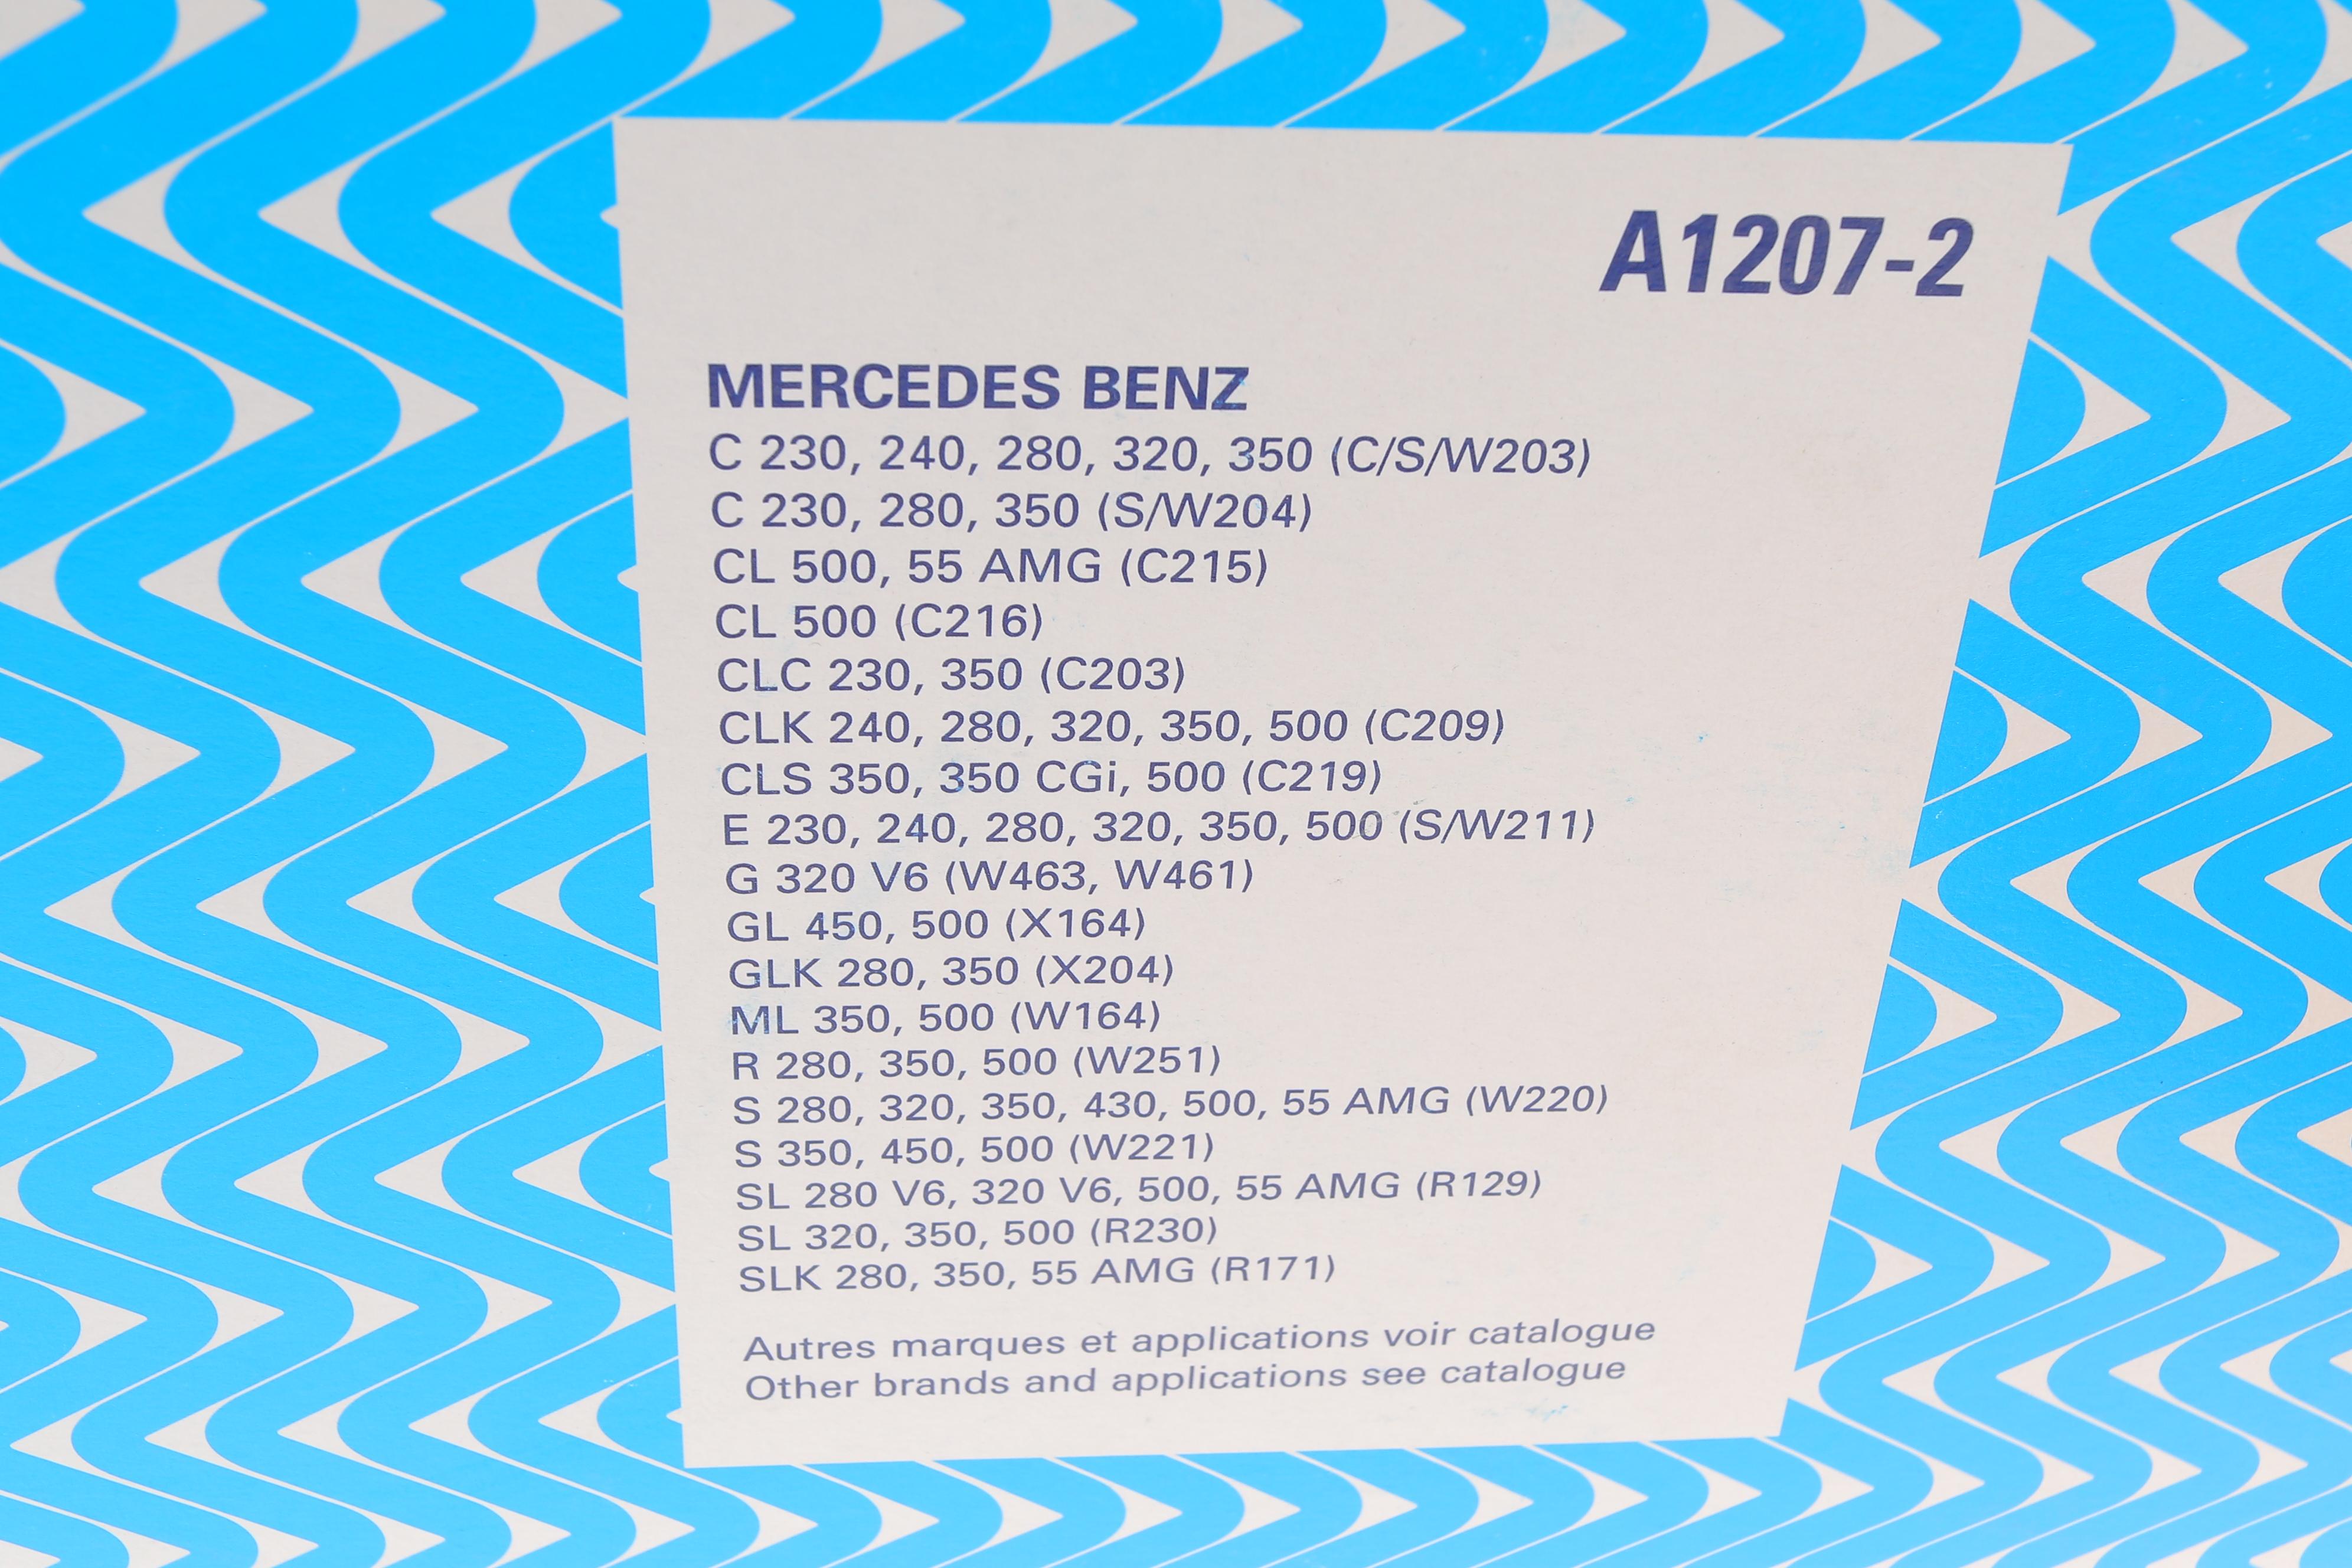 A1207-2
MERCEDES BENZ
C 230, 240, 280, 320, 350 (C/S/W203)
C 230, 280, 350 (S/W204)
CL 500, 55 AMG (C215)
CL 500 (C216)
CLC 230, 350 (C203)
CLK 240, 280, 320, 350, 500 (C209)
CLS 350, 350 CGi, 500 (C219)
E 230, 240, 280, 320, 350, 500 (S/W211)
G 320 V6 (W463, W461)
GL 450, 500 (X164)
GLK 280, 350 (X204)
ML 350, 500 (W164)
R 280, 350, 500 (W251)
S 280, 320, 350, 430, 500, 55 AMG (W220)
S 350, 450, 500 (W221)
SL 280 V6, 320 V6, 500, 55 AMG (R129)
SL 320, 350, 500 (R230)
SLK 280, 350, 55 AMG (R171)
Autres marques et applications voir catalogue
Other brands and applications see catalogue